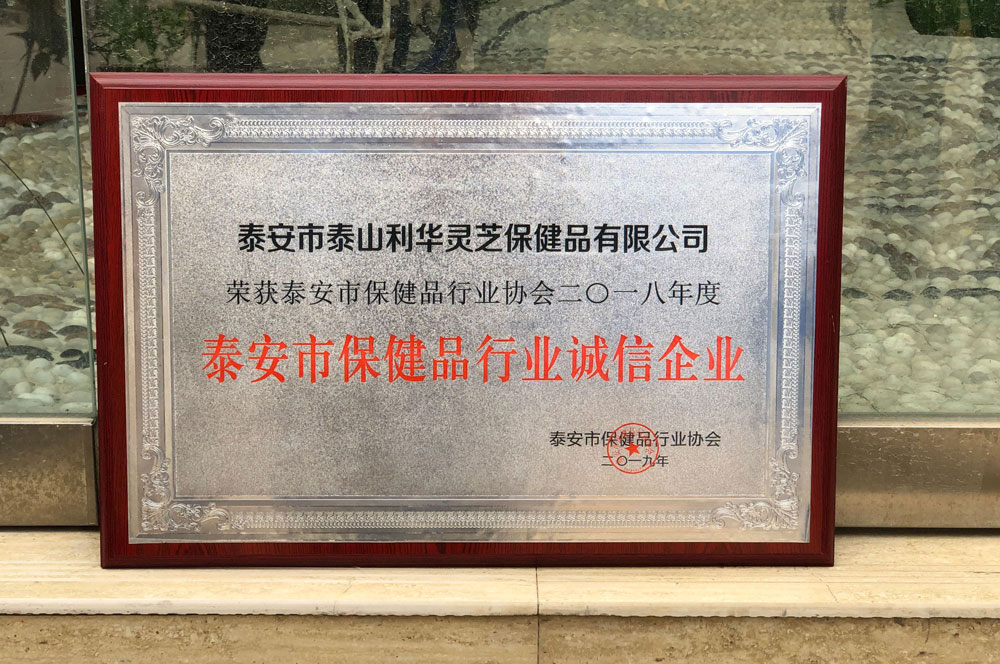 泰安市泰山利华灵芝保健品有限公司
荣获泰安市保健品行业协会二〇一八年度
泰安市保健品行业诚信企业
泰安市保健品行业协会
二〇一九年